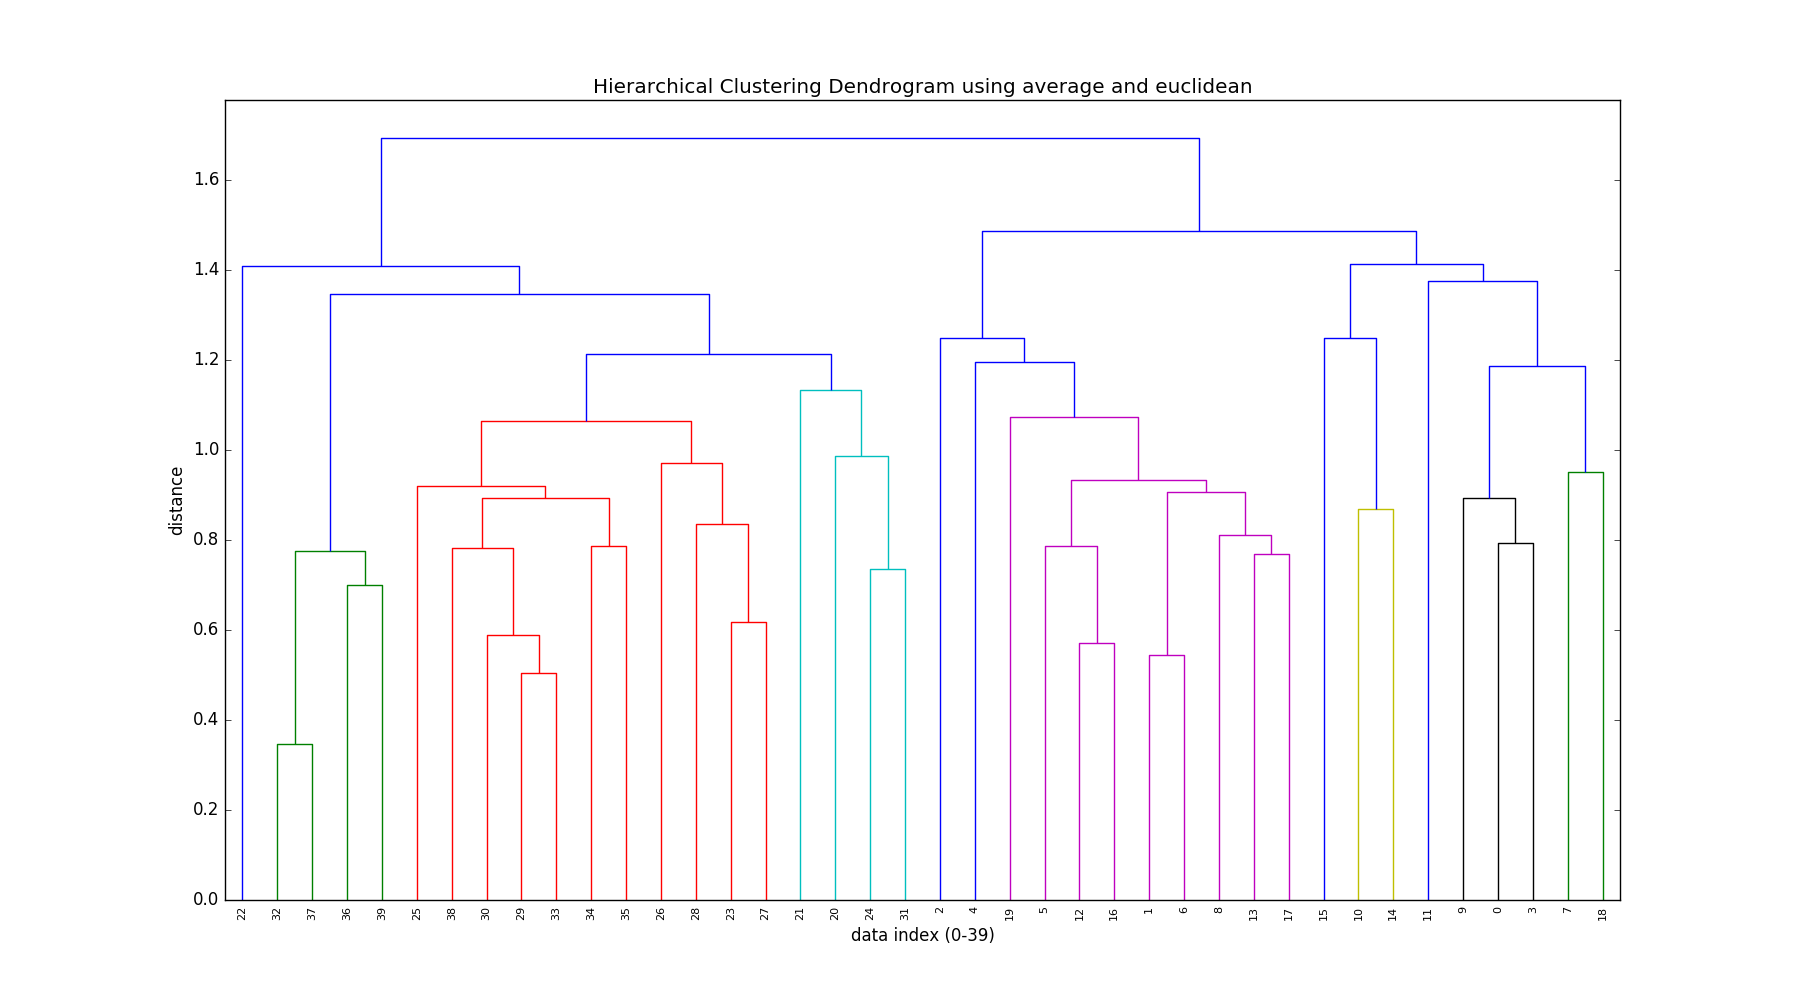 Hierarchical Clustering Dendrogram using average and euclidean
1.6
1.4
1.2
1.0
0.8
0.6
0.4
0.2
0.0
distance
22 32 37 36 39 25 38 30 29 33 34 35 26 28 23 27 21 20 24 31 2 4 19 5 12 16 1 6 8 13 17 15 10 14 11 9 0 3 7 18
data index (0-39)